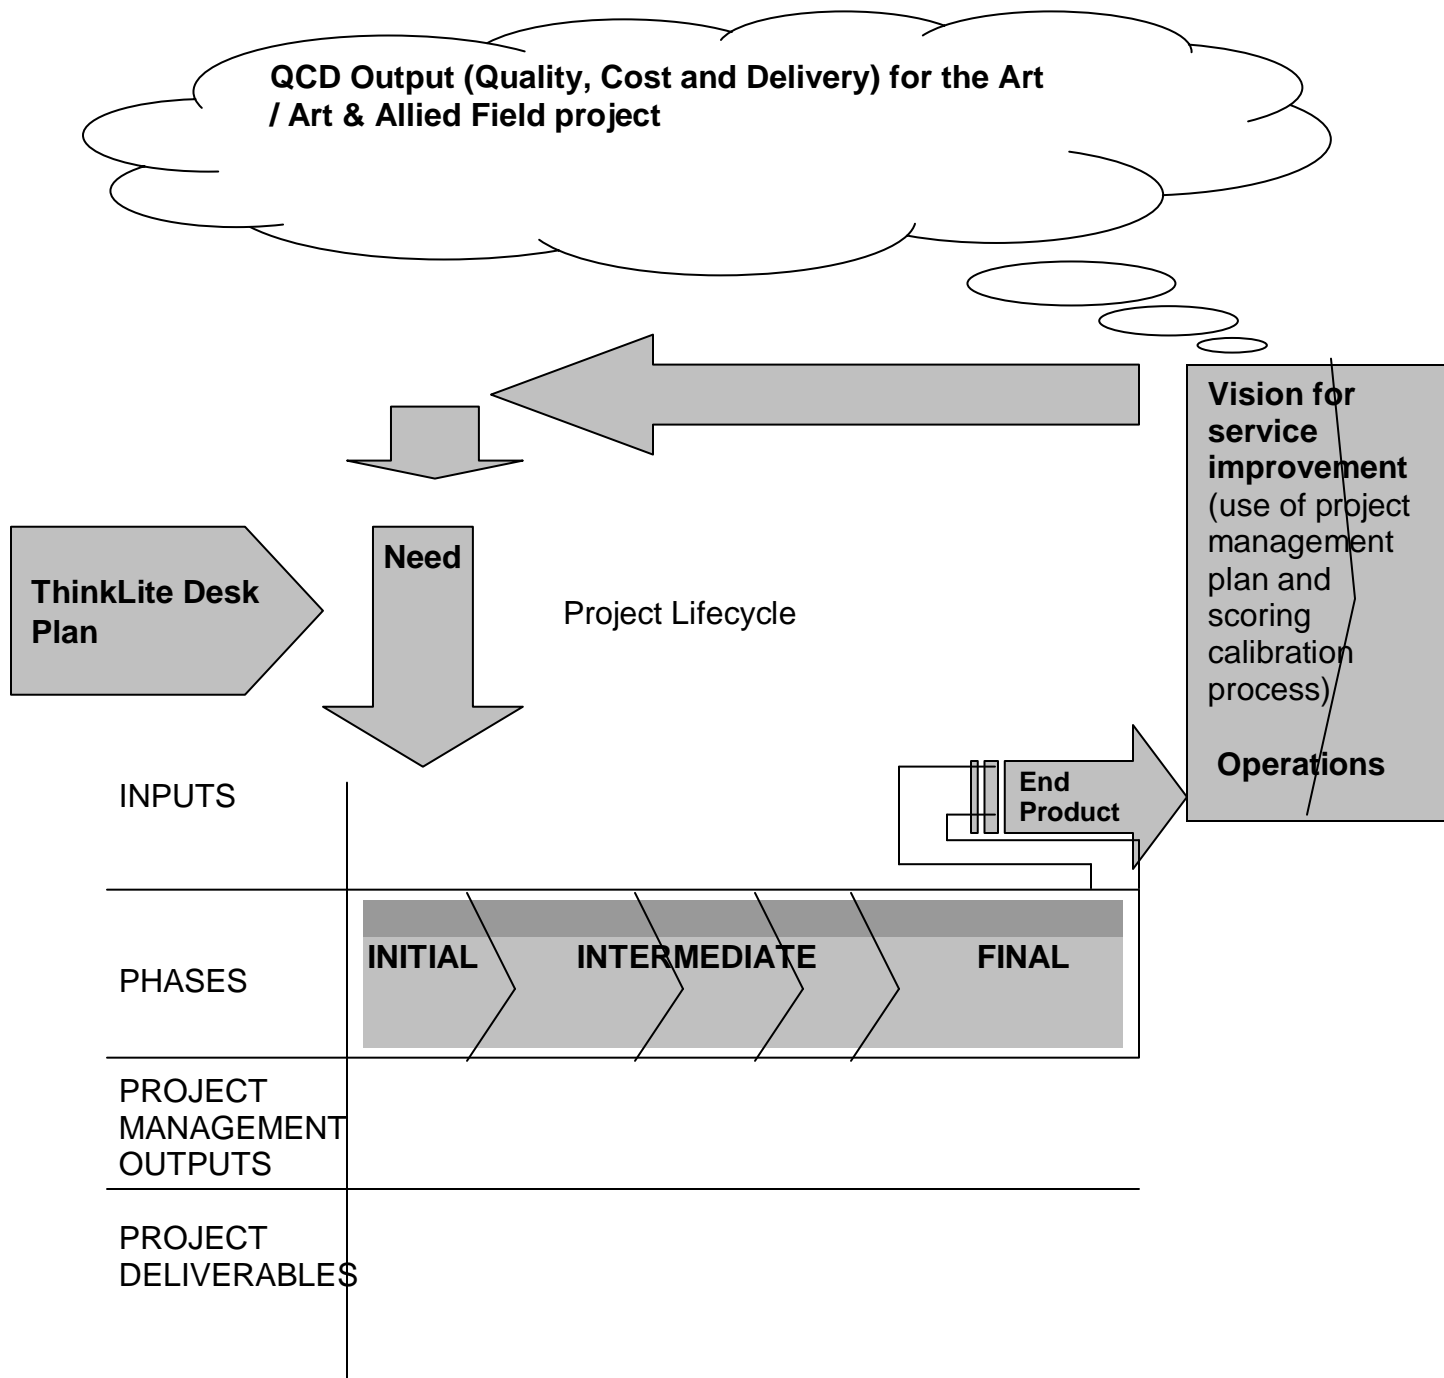 QCD Output (Quality, Cost and Delivery) for the Art
/ Art & Allied Field project
Vision for
service
improvement
(use of project
management
plan and
scoring
calibration
process)
Operations
Need
ThinkLite Desk
Plan
Project Lifecycle
End
Product
INPUTS
PHASES
INITIAL INTERMEDIATE FINAL
PROJECT
MANAGEMENT
OUTPUTS
PROJECT
DELIVERABLES